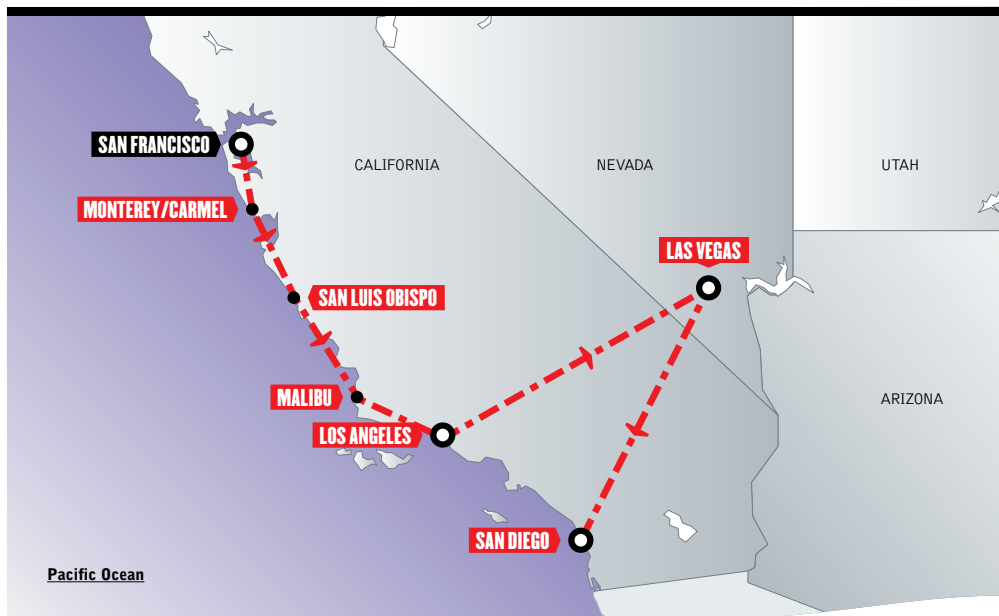 SAN FRANCISCO
CALIFORNIA
NEVADA
UTAH
MONTEREY/CARMEL
LAS VEGAS
SAN LUIS OBISPO
MALIBU
ARIZONA
LOS ANGELES
SAN DIEGO
Pacific Ocean